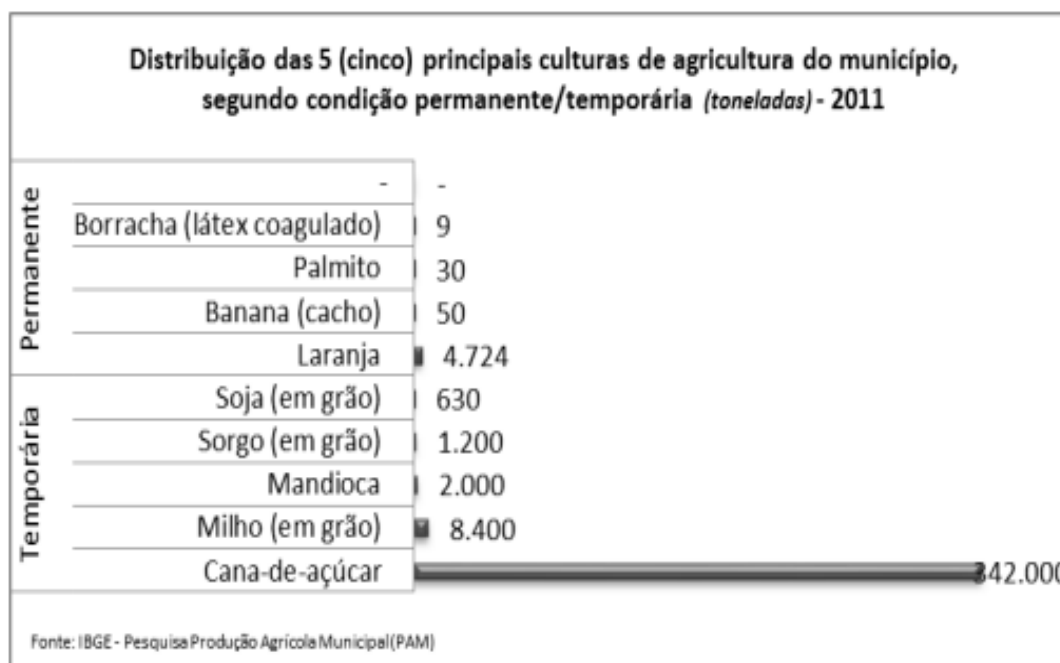 Distribuição das 5 (cinco) principais culturas de agricultura do município,
segundo condição permanente/temporária (toneladas) - 2011
Permanente
- -
Borracha (látex coagulado) 9
Palmito 30
Banana (cacho) 50
Laranja 4.724
Temporária
Soja (em grão) 630
Sorgo (em grão) 1.200
Mandioca 2.000
Milho (em grão) 8.400
Cana-de-açúcar 342.000
Fonte: IBGE - Pesquisa Produção Agrícola Municipal(PAM)